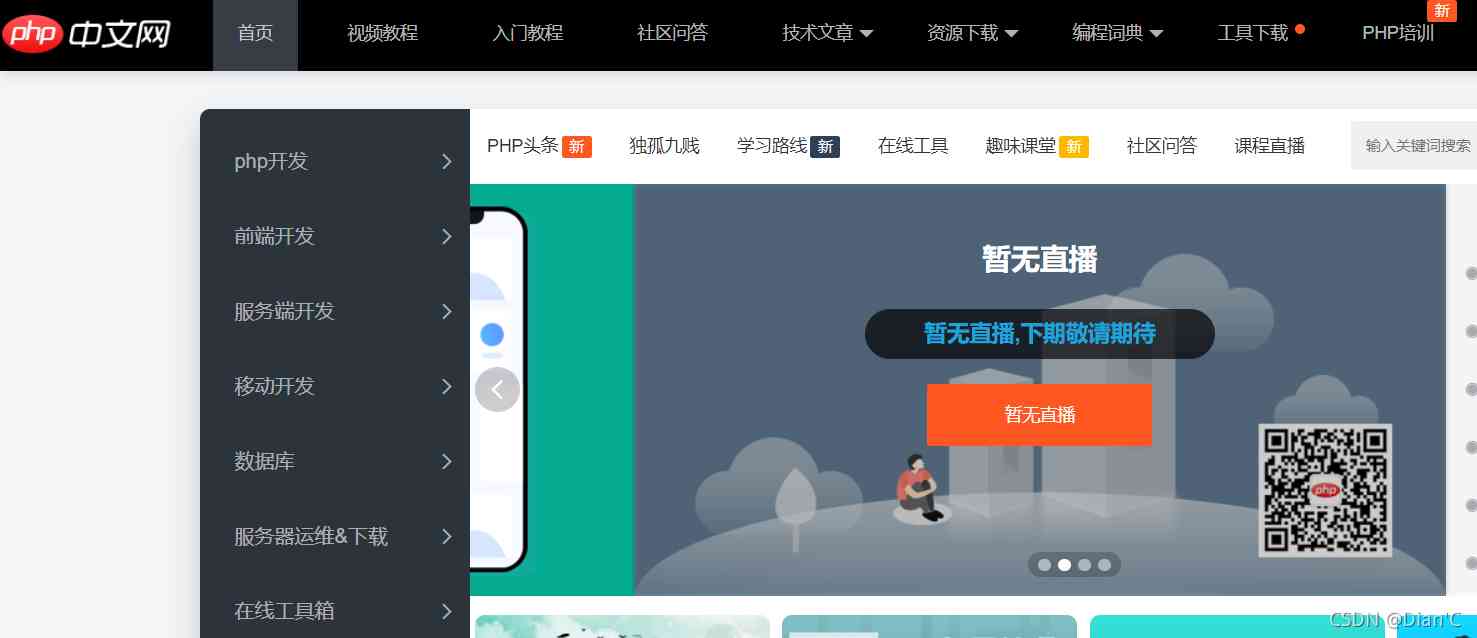 php 中文网 首页 视频教程 入门教程 社区问答 技术文章 资源下载 编程词典 工具下载 PHP培训 新
PHP头条 新 独孤九贱 学习路线 新 在线工具 趣味课堂 新 社区问答 课程直播 输入关键词搜索
php开发
前端开发
服务端开发
移动开发
数据库
服务器运维&下载
在线工具箱
暂无直播
暂无直播,下期敬请期待
暂无直播
php
CSDN @Dian'C